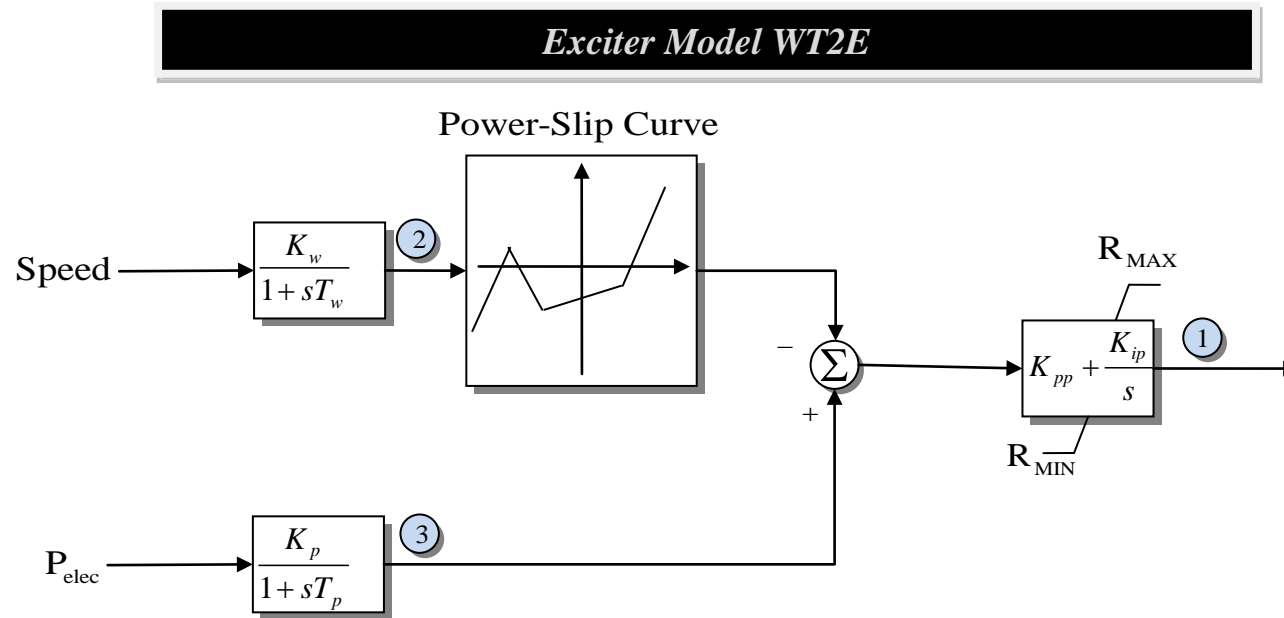 Exciter Model WT2E
Power-Slip Curve
Speed
K_w
1 + sT_w
2
−
Σ
+
R_MAX
K_pp + K_ip
s
1
R_MIN
P_elec
K_p
1 + sT_p
3